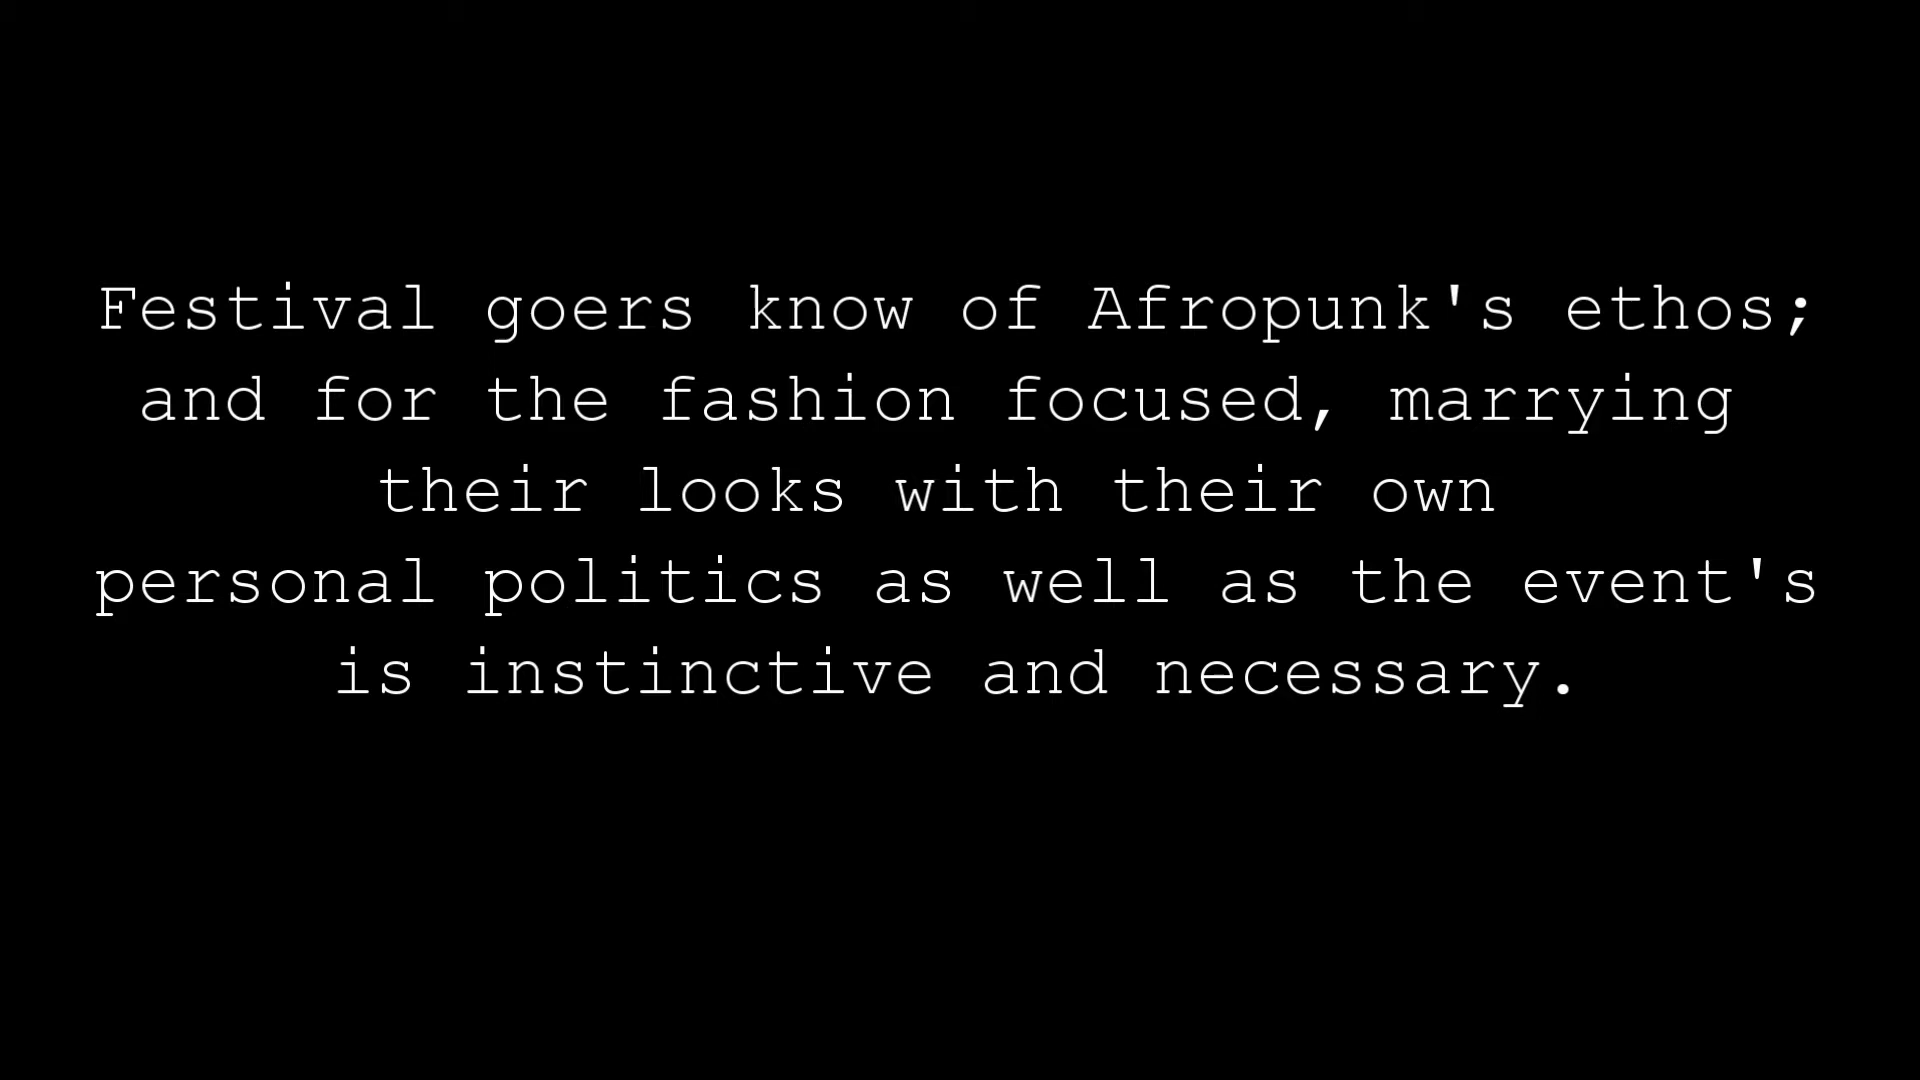 Festival goers know of Afropunk's ethos;
and for the fashion focused, marrying
their looks with their own
personal politics as well as the event's
is instinctive and necessary.